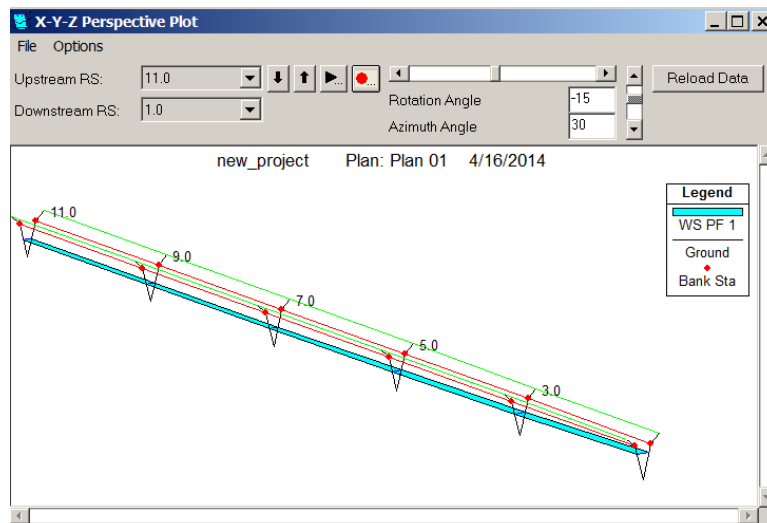 X-Y-Z Perspective Plot
File Options
Upstream RS: 11.0
Downstream RS: 1.0
Rotation Angle -15
Azimuth Angle 30
Reload Data
new_project Plan: Plan 01 4/16/2014
Legend
WS PF 1
Ground
Bank Sta
11.0
9.0
7.0
5.0
3.0